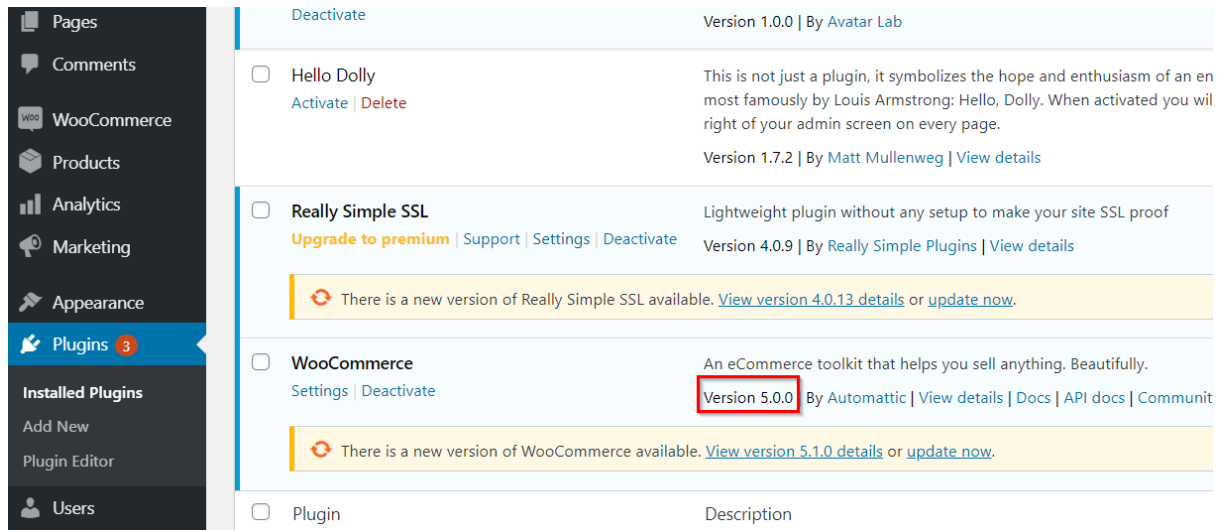 Pages
Comments
WOO
WooCommerce
Products
Analytics
Marketing
Appearance
Plugins 3
Installed Plugins
Add New
Plugin Editor
Users
Deactivate
Version 1.0.0 | By Avatar Lab
Hello Dolly
Activate | Delete
This is not just a plugin, it symbolizes the hope and enthusiasm of an en
most famously by Louis Armstrong: Hello, Dolly. When activated you wil
right of your admin screen on every page.
Version 1.7.2 | By Matt Mullenweg | View details
Really Simple SSL
Upgrade to premium | Support | Settings | Deactivate
Lightweight plugin without any setup to make your site SSL proof
Version 4.0.9 | By Really Simple Plugins | View details
There is a new version of Really Simple SSL available. View version 4.0.13 details or update now.
WooCommerce
Settings | Deactivate
An eCommerce toolkit that helps you sell anything. Beautifully.
Version 5.0.0 | By Automattic | View details | Docs | API docs | Communit
There is a new version of WooCommerce available. View version 5.1.0 details or update now.
Plugin
Description